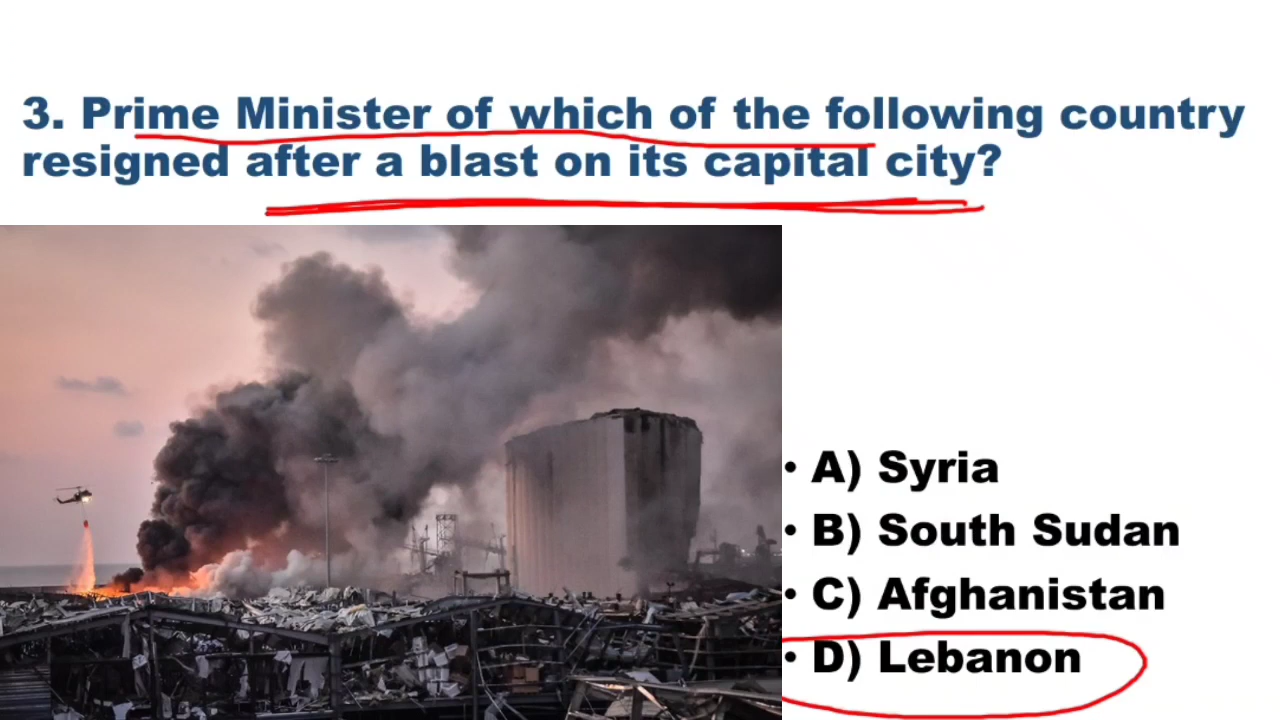 3. Prime Minister of which of the following country
resigned after a blast on its capital city?
• A) Syria
• B) South Sudan
• C) Afghanistan
• D) Lebanon